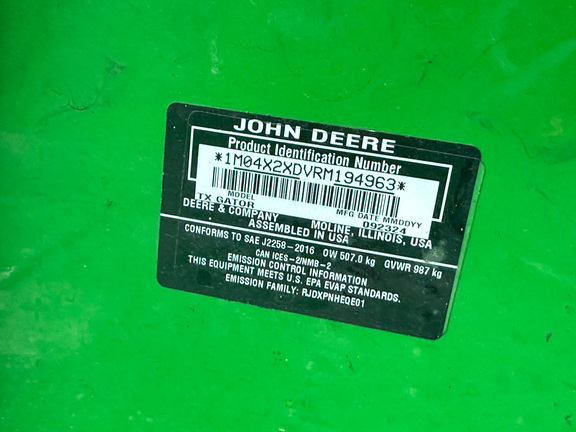 JOHN DEERE
Product Identification Number
*1M04X2XDVRM194963*
MODEL MFG DATE MMDDYY
TX GATOR 092324
DEERE & COMPANY MOLINE, ILLINOIS, USA
ASSEMBLED IN USA
CONFORMS TO SAE J2258-2016 OW 507.0 kg GVWR 987 kg
CAN ICES-2/NMB-2
EMISSION CONTROL INFORMATION
THIS EQUIPMENT MEETS U.S. EPA EVAP STANDARDS.
EMISSION FAMILY: RJDXPNHEQE01